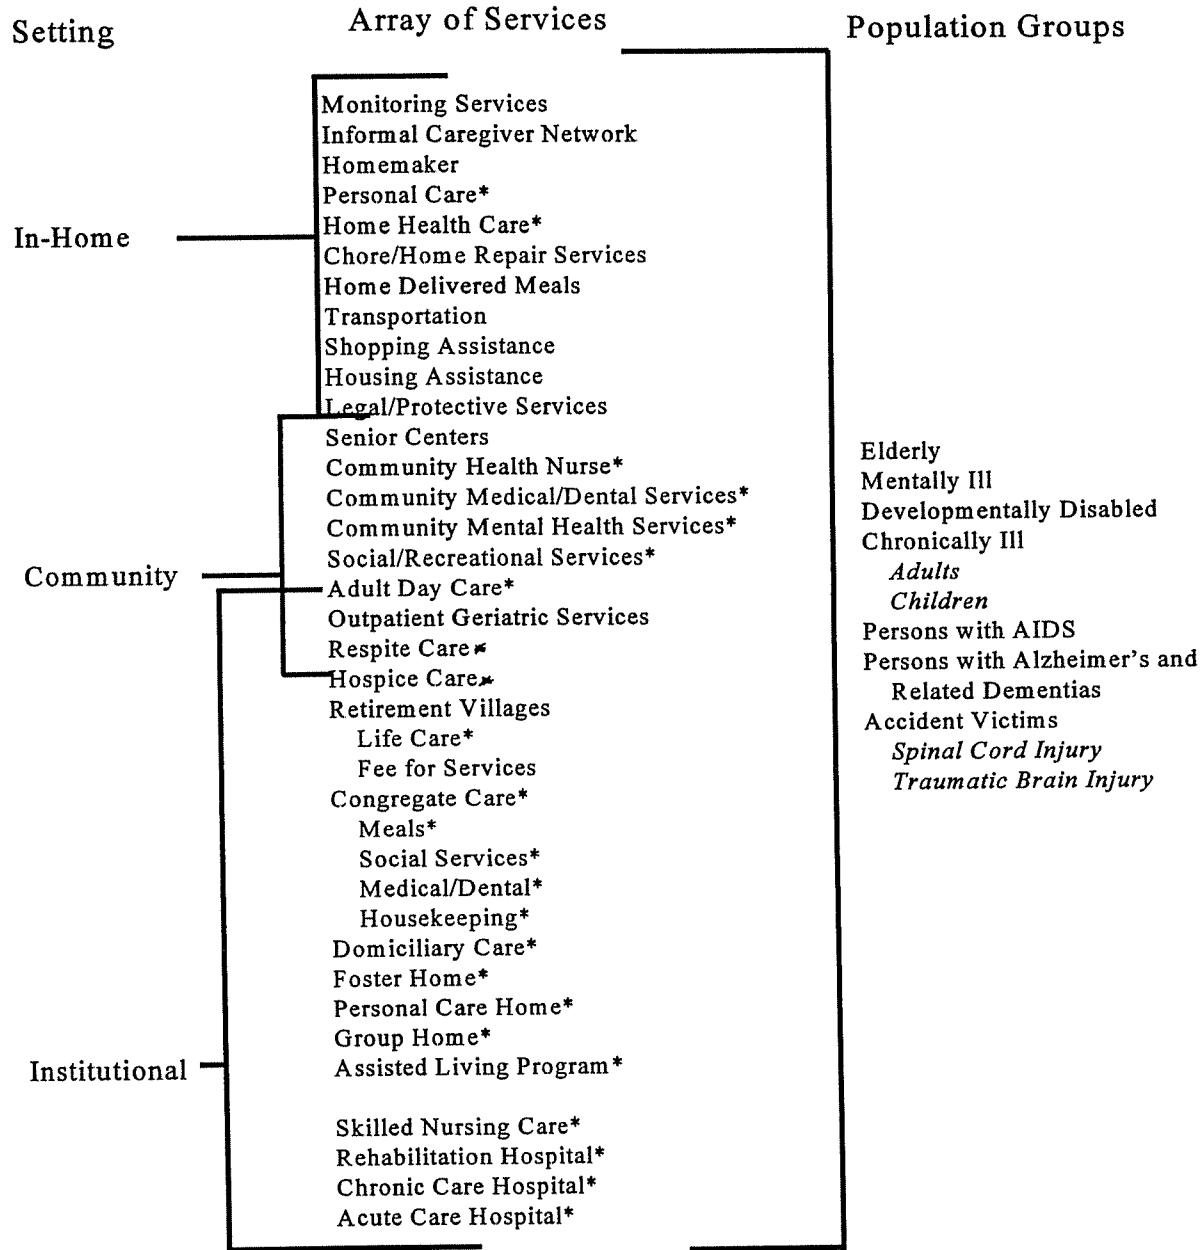 Setting
Array of Services
Population Groups
Monitoring Services
Informal Caregiver Network
Homemaker
Personal Care*
In-Home
Home Health Care*
Chore/Home Repair Services
Home Delivered Meals
Transportation
Shopping Assistance
Housing Assistance
Legal/Protective Services
Senior Centers
Community Health Nurse*
Community Medical/Dental Services*
Community Mental Health Services*
Social/Recreational Services*
Community
Adult Day Care*
Outpatient Geriatric Services
Respite Care*
Hospice Care*
Retirement Villages
Life Care*
Fee for Services
Congregate Care*
Meals*
Social Services*
Medical/Dental*
Housekeeping*
Domiciliary Care*
Foster Home*
Personal Care Home*
Group Home*
Institutional
Assisted Living Program*
Skilled Nursing Care*
Rehabilitation Hospital*
Chronic Care Hospital*
Acute Care Hospital*
Elderly
Mentally Ill
Developmentally Disabled
Chronically Ill
Adults
Children
Persons with AIDS
Persons with Alzheimer's and
Related Dementias
Accident Victims
Spinal Cord Injury
Traumatic Brain Injury